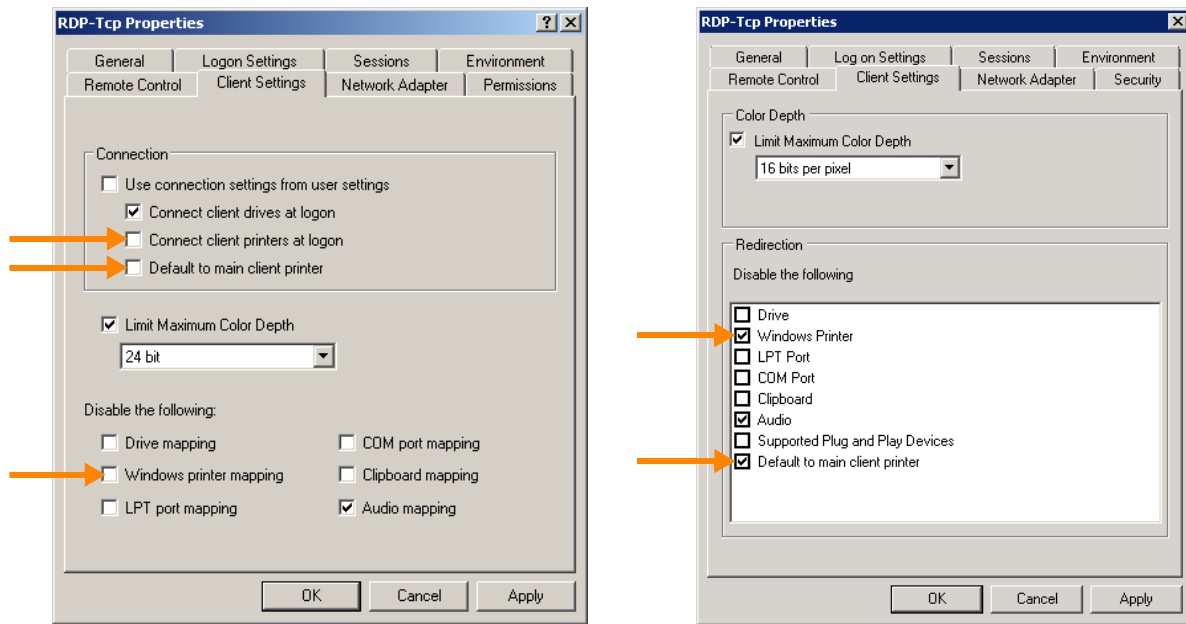 RDP-Tcp Properties
General Logon Settings Sessions Environment
Remote Control Client Settings Network Adapter Permissions
Connection
Use connection settings from user settings
Connect client drives at logon
Connect client printers at logon
Default to main client printer
Limit Maximum Color Depth
24 bit
Disable the following:
Drive mapping COM port mapping
Windows printer mapping Clipboard mapping
LPT port mapping Audio mapping
OK Cancel Apply
RDP-Tcp Properties
General Log on Settings Sessions Environment
Remote Control Client Settings Network Adapter Security
Color Depth
Limit Maximum Color Depth
16 bits per pixel
Redirection
Disable the following
Drive
Windows Printer
LPT Port
COM Port
Clipboard
Audio
Supported Plug and Play Devices
Default to main client printer
OK Cancel Apply